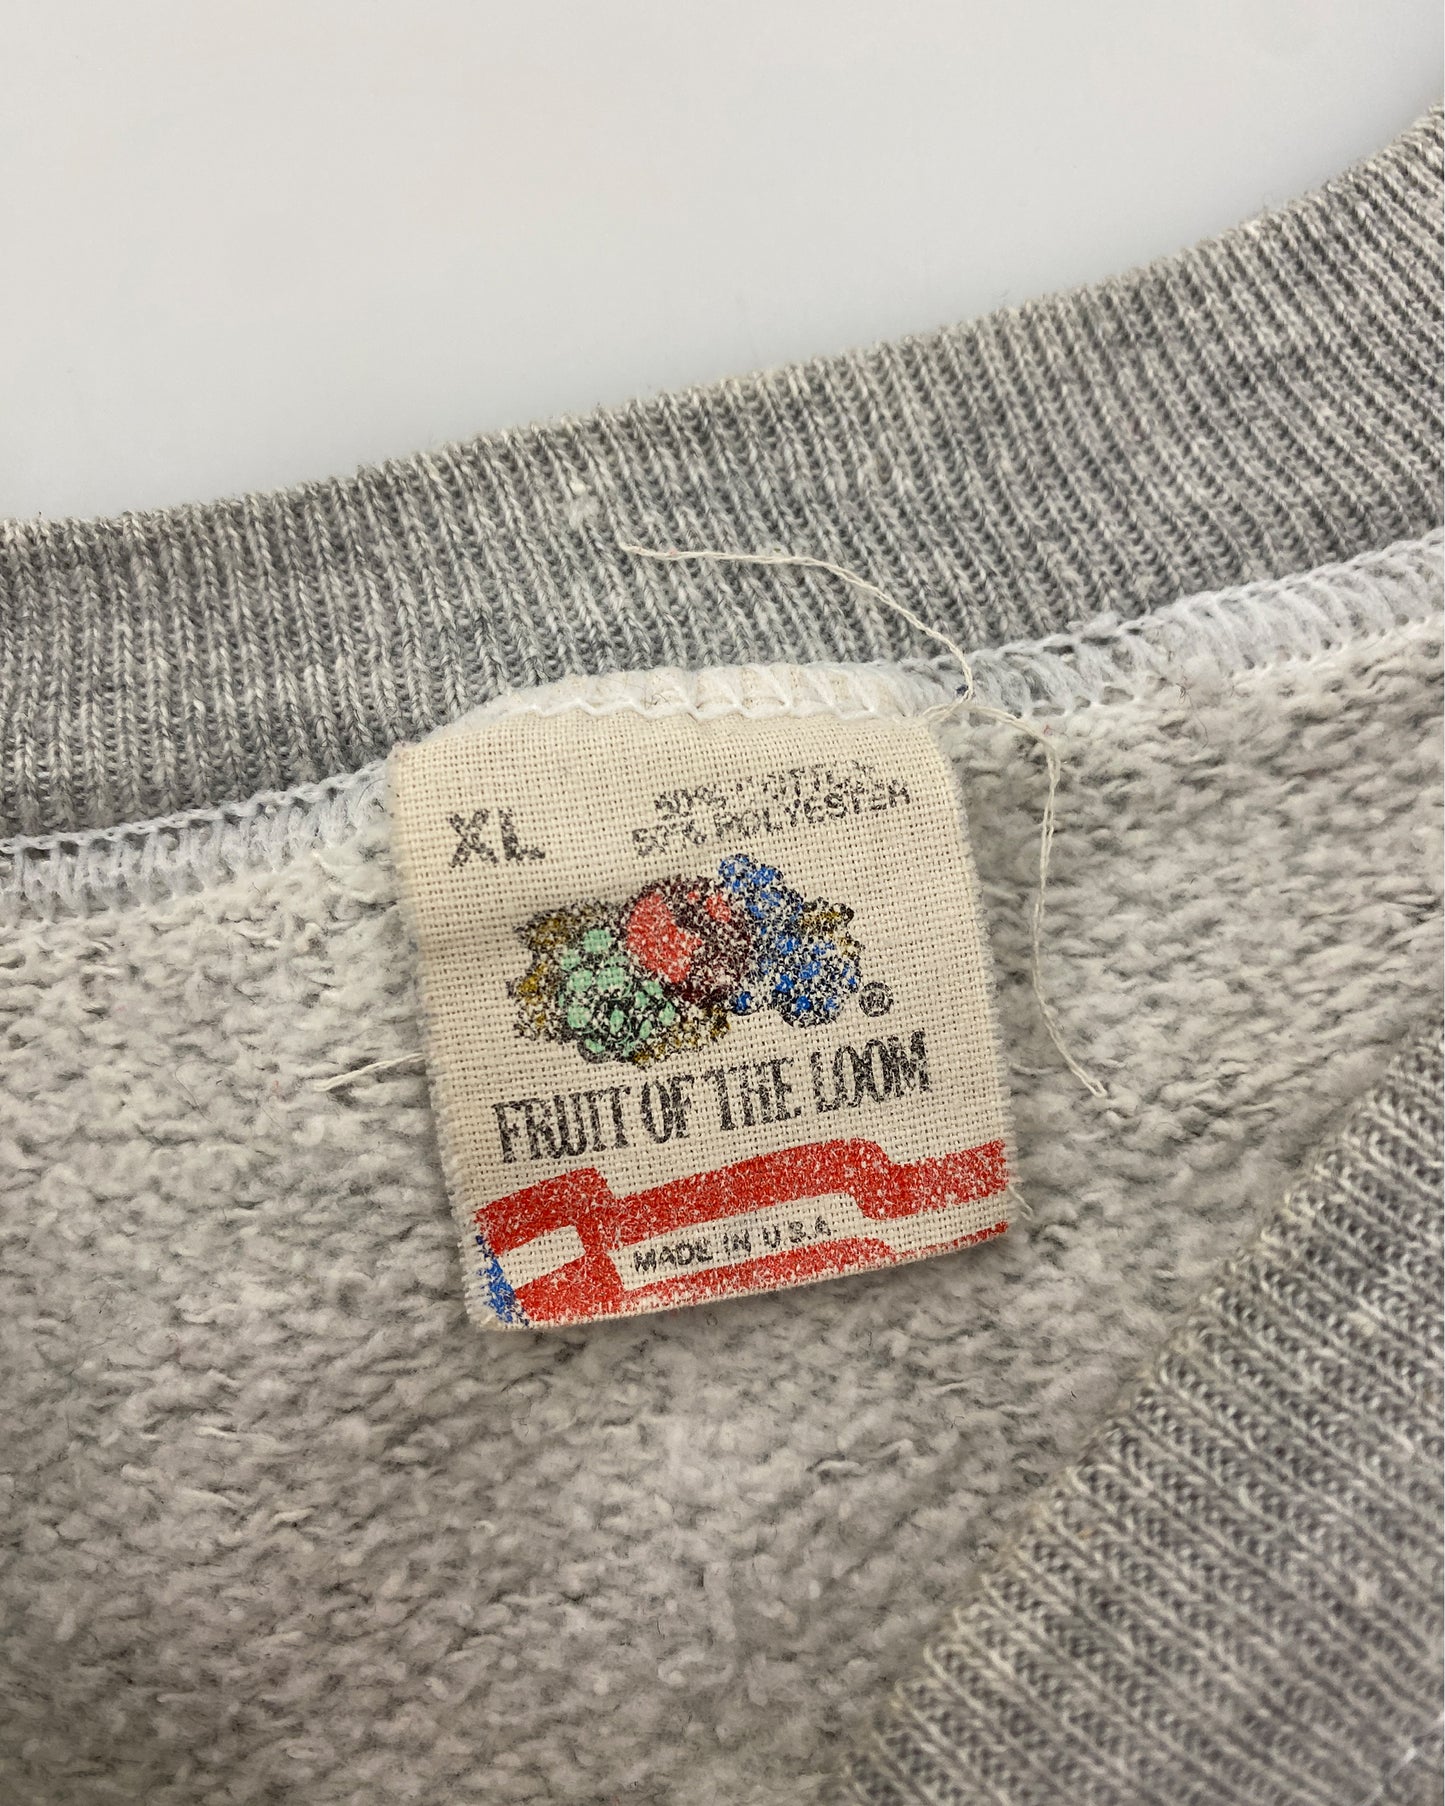 XL
50% POLYESTER
®
FRUIT OF THE LOOM
MADE IN U.S.A